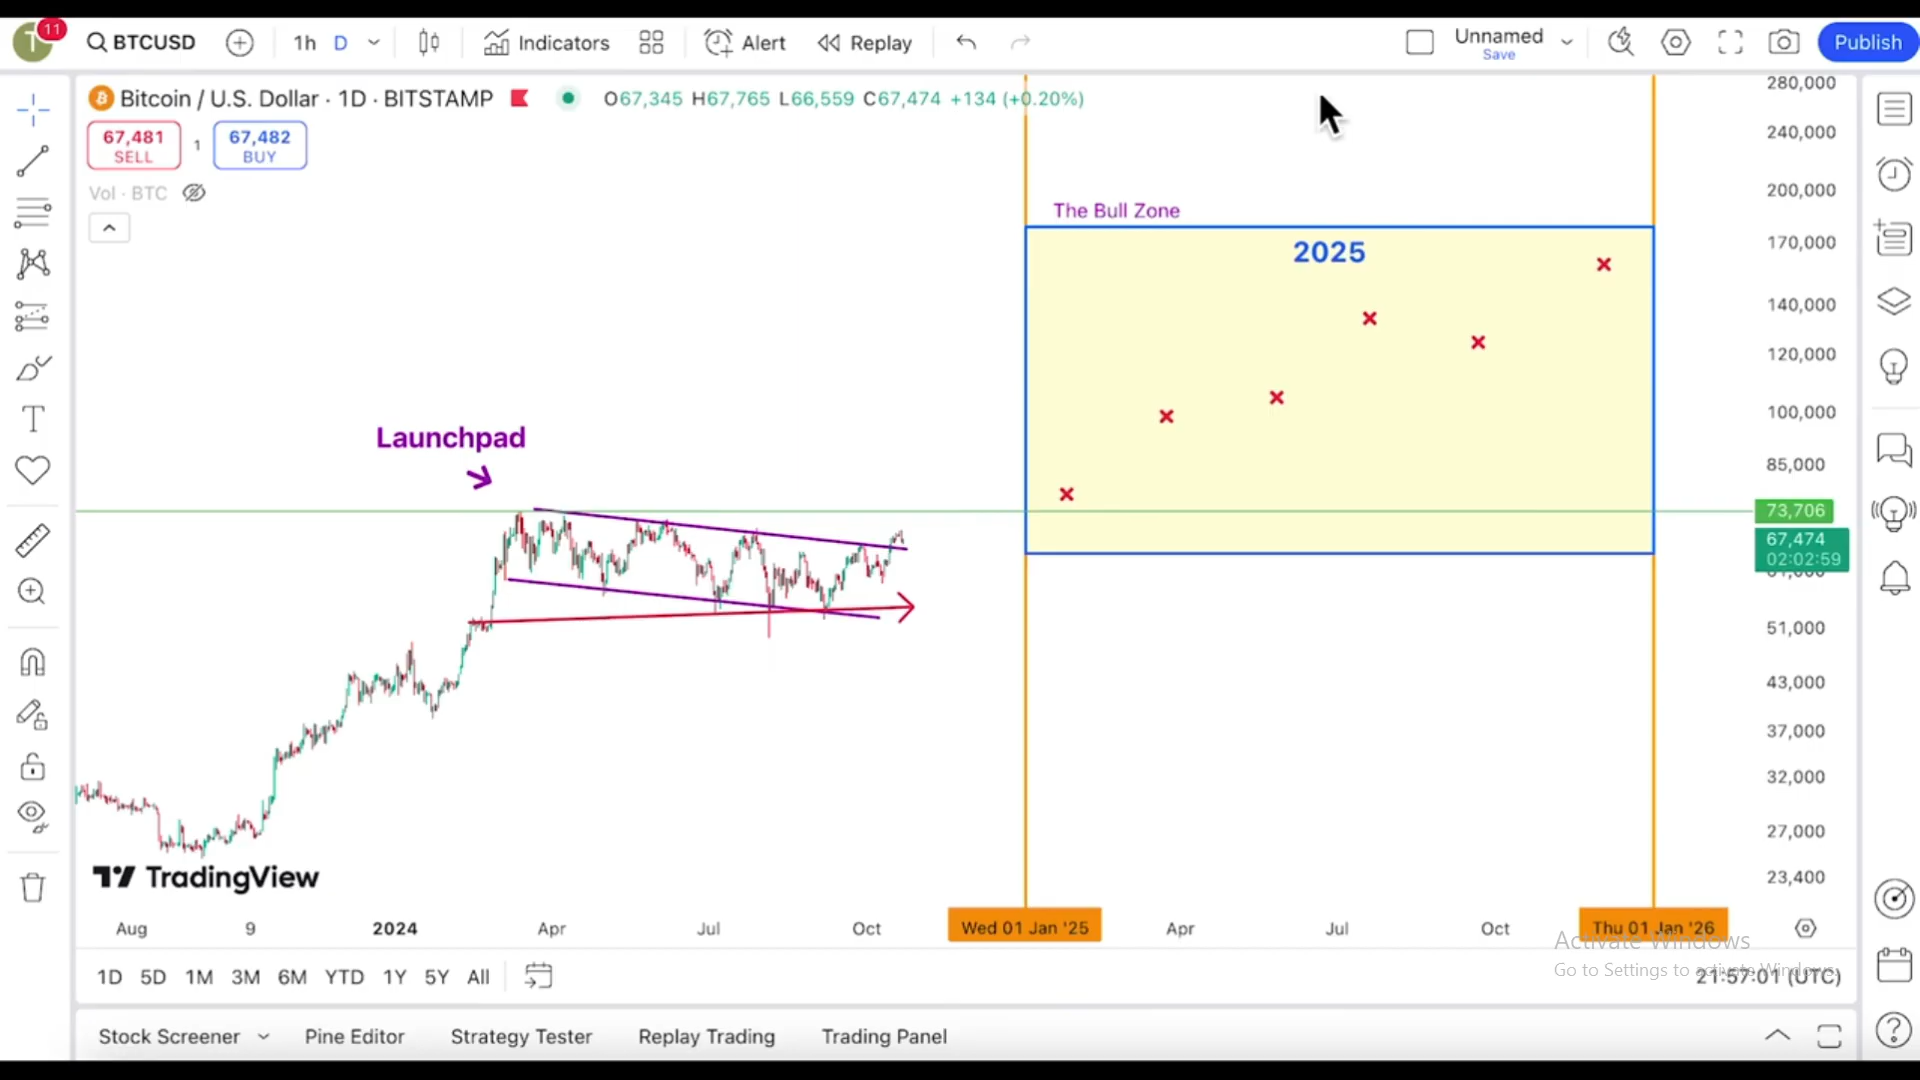 T 11
BTCUSD 1h D Indicators Alert Replay Unnamed Save Publish
Bitcoin / U.S. Dollar · 1D · BITSTAMP O67,345 H67,765 L66,559 C67,474 +134 (+0.20%)
67,481 SELL 1 67,482 BUY
Vol · BTC
The Bull Zone
2025
Launchpad
280,000
240,000
200,000
170,000
140,000
120,000
100,000
85,000
73,706
67,474
02:02:59
51,000
43,000
37,000
32,000
27,000
23,400
TradingView
Aug 9 2024 Apr Jul Oct Wed 01 Jan '25 Apr Jul Oct Thu 01 Jan '26
Activate Windows
Go to Settings to activate Windows.
1D 5D 1M 3M 6M YTD 1Y 5Y All 21:57:01 (UTC)
Stock Screener Pine Editor Strategy Tester Replay Trading Trading Panel